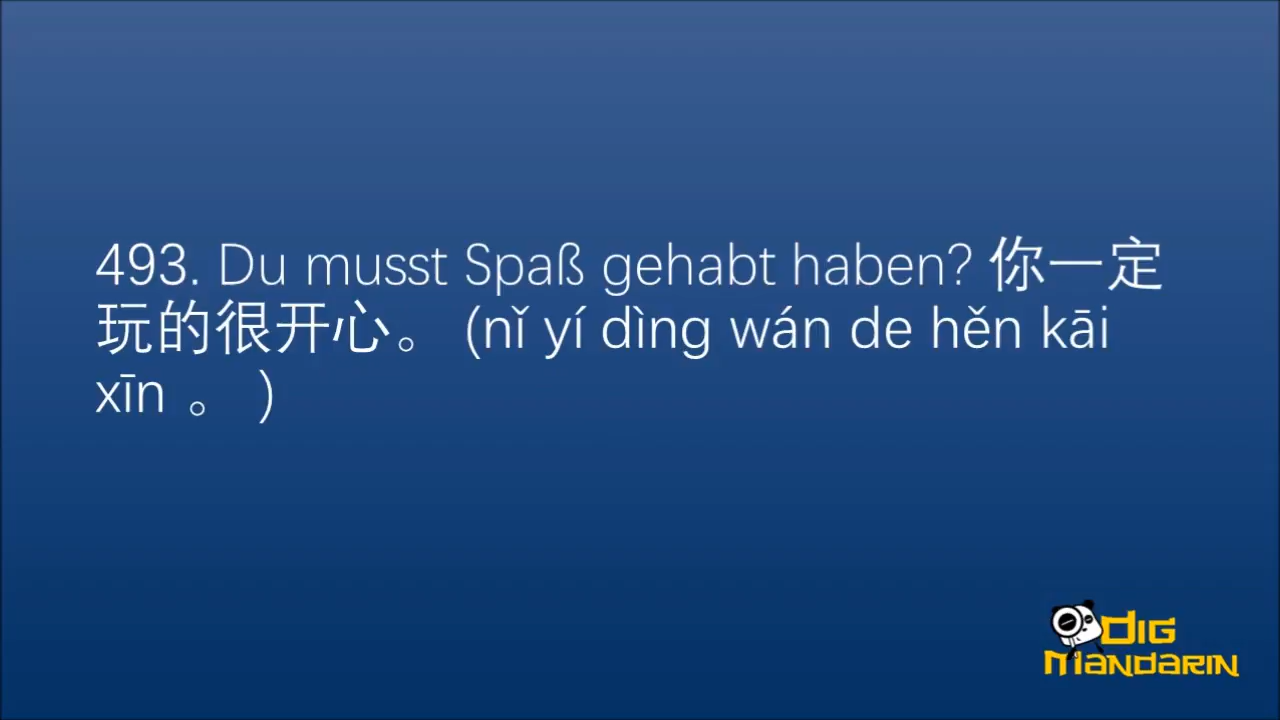 493. Du musst Spaß gehabt haben? 你一定
玩的很开心。 (nǐ yí dìng wán de hěn kāi
xīn 。 )
DIG
MANDARIN